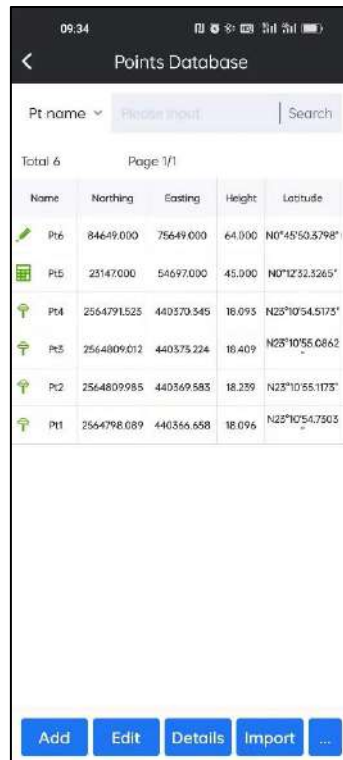 09:34
Points Database
Pt name Please input Search
Total 6 Page 1/1
Name Northing Easting Height Latitude
Pt6 84649.000 75649.000 64.000 N0°45'50.3798"
Pt5 23147.000 54697.000 45.000 N0°12'32.3265"
Pt4 2564791.523 440370.345 18.093 N23°10'54.5173"
Pt3 2564809.012 440373.224 18.409 N23°10'55.0862"
Pt2 2564809.985 440369.583 18.239 N23°10'55.1173"
Pt1 2564798.089 440366.658 18.096 N23°10'54.7303"
Add Edit Details Import ...